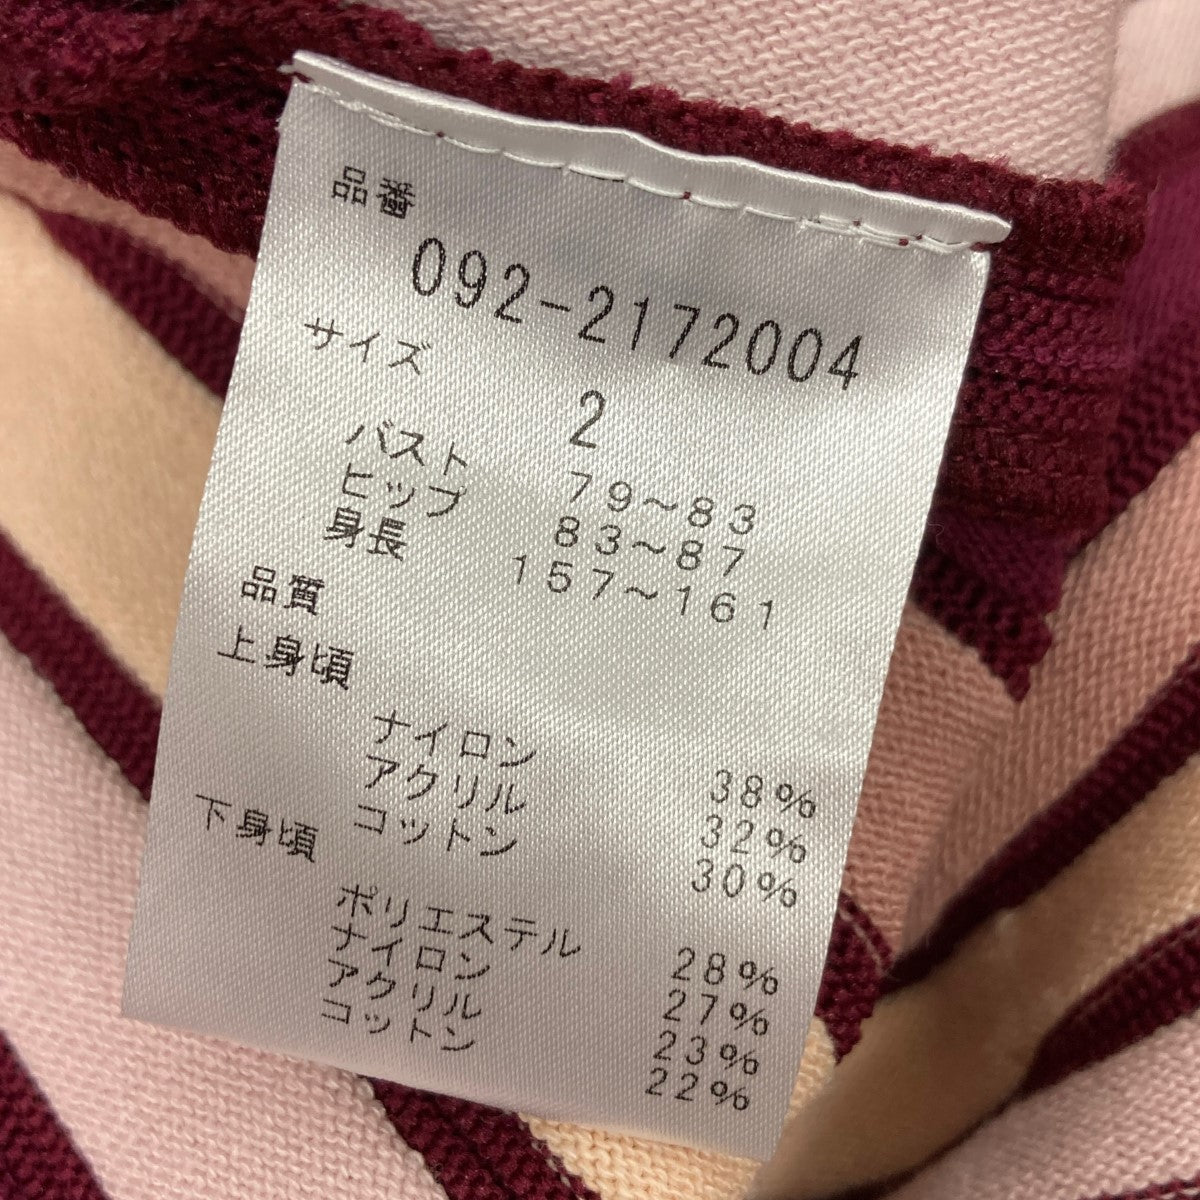 品番
092-2172004
サイズ
2
バスト 79~83
ヒップ 83~87
身長 157~161
品質
上身頃
ナイロン 38%
アクリル 32%
コットン 30%
下身頃
ポリエステル 28%
ナイロン 27%
アクリル 23%
コットン 22%